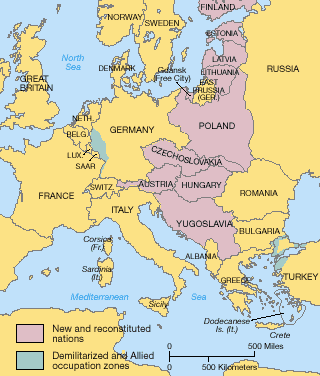 FINLAND
NORWAY
SWEDEN
ESTONIA
North
Sea
LATVIA
RUSSIA
DENMARK
Gdansk
(Free City)
LITHUANIA
GREAT
BRITAIN
EAST
PRUSSIA
(GER.)
NETH.
GERMANY
POLAND
BELG.
LUX.
SAAR
CZECHOSLOVAKIA
FRANCE
SWITZ.
AUSTRIA
HUNGARY
ROMANIA
ITALY
YUGOSLAVIA
Corsica
(Fr.)
BULGARIA
ALBANIA
Sardinia
(It.)
GREECE
TURKEY
Mediterranean
Sea
Sicily
Dodecanese
Is. (It.)
Crete
New and reconstituted
nations
Demilitarized and Allied
occupation zones
0 500 Miles
0 500 Kilometers